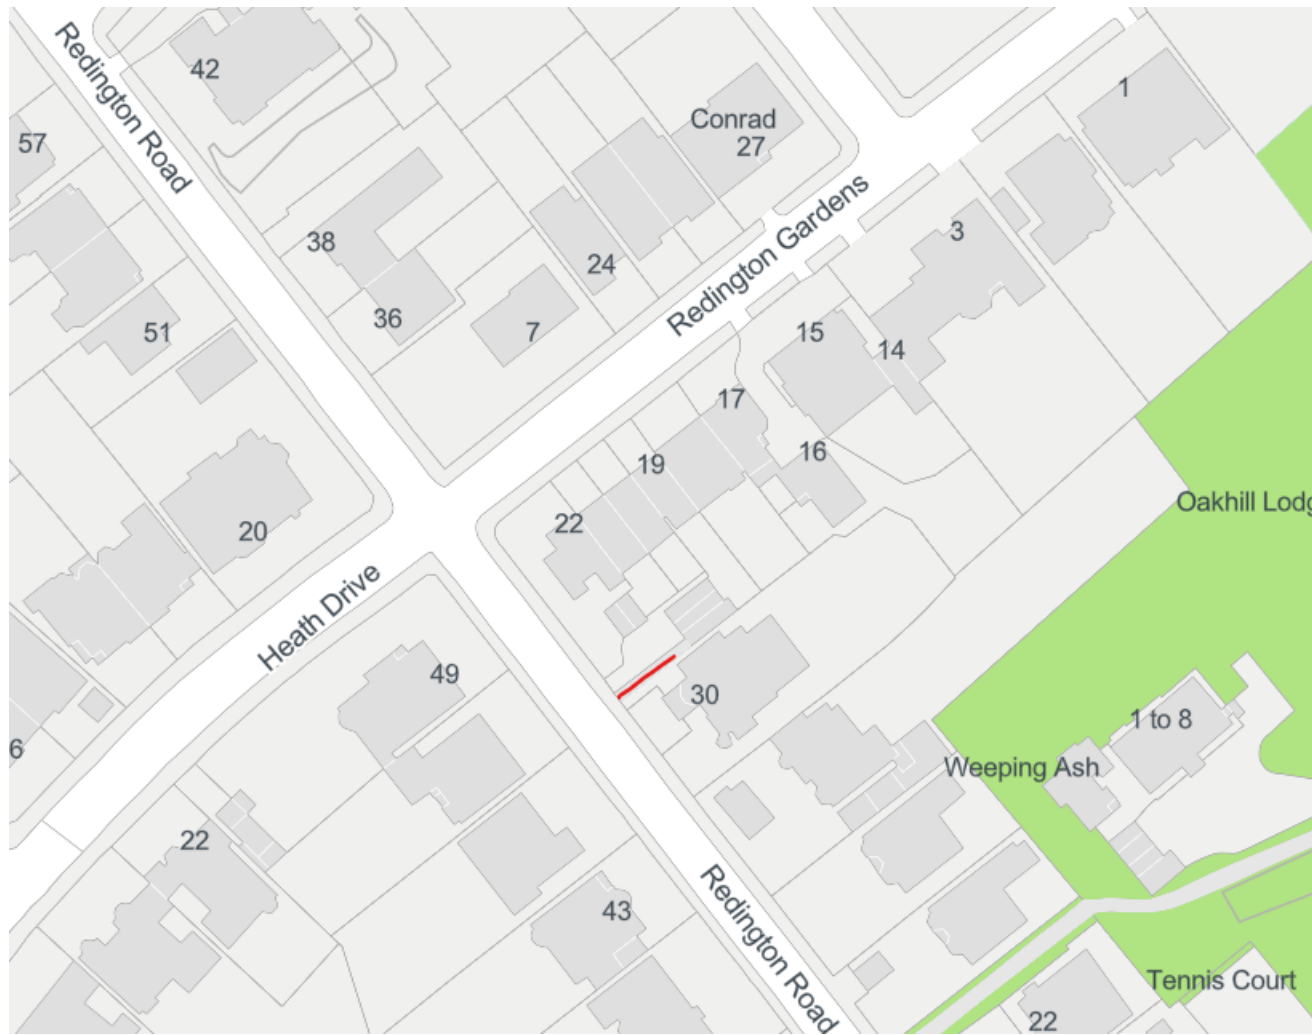 Redington Road
42
1
Conrad
27
57
38
3
24
Redington Gardens
36
7
51
15
14
17
16
19
22
Oakhill Lodg
20
Heath Drive
49
30
1 to 8
6
Weeping Ash
22
43
Redington Road
Tennis Court
22